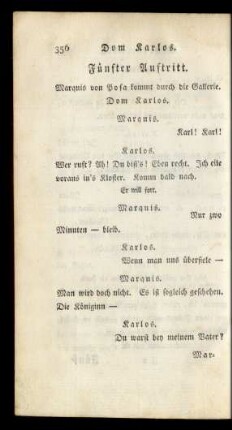 356 Dom Karlos.
Fünfter Auftritt.
Marquis von Posa kommt durch die Gallerie.
Dom Karlos.
Marquis.
Karl! Karl!
Karlos.
Wer ruft? Ah! Du bist's! Eben recht. Ich eile
voraus in's Kloster. Komm bald nach.
Er will fort.
Marquis.
Nur zwo
Minuten — bleib.
Karlos.
Wenn man uns überfiele —
Marquis.
Man wird doch nicht. Es ist sogleich geschehen.
Die Königinn —
Karlos.
Du warst bey meinem Vater?
Mar-